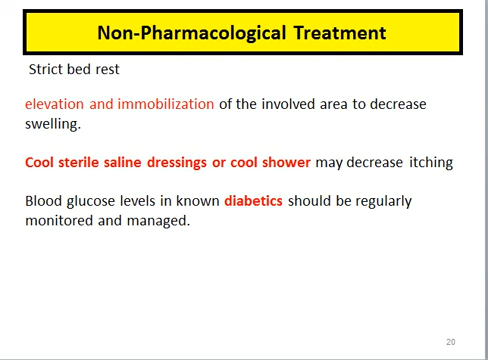 Non-Pharmacological Treatment
Strict bed rest
elevation and immobilization of the involved area to decrease
swelling.
Cool sterile saline dressings or cool shower may decrease itching
Blood glucose levels in known diabetics should be regularly
monitored and managed.
20